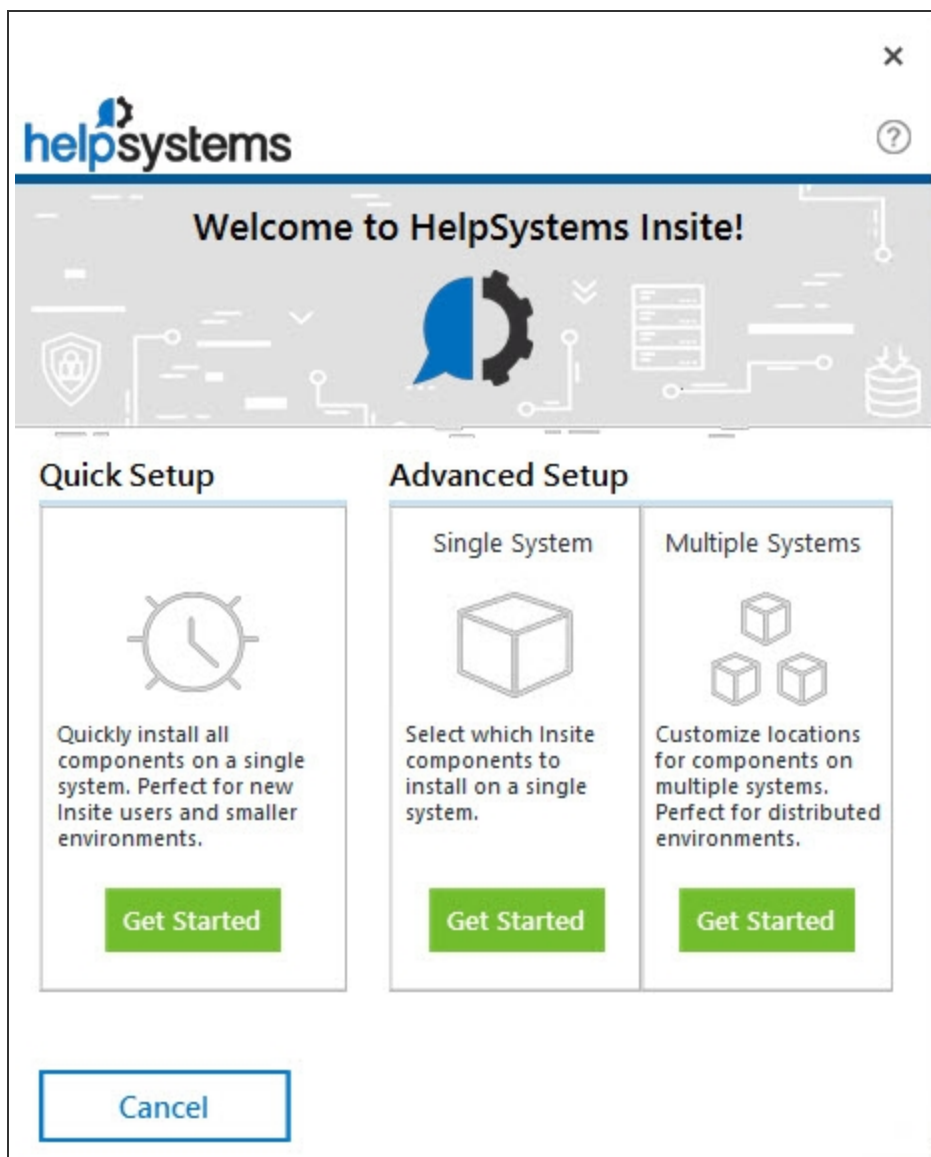 ×
helpsystems
?
Welcome to HelpSystems Insite!
Quick Setup
Quickly install all
components on a single
system. Perfect for new
Insite users and smaller
environments.
Get Started
Advanced Setup
Single System
Select which Insite
components to
install on a single
system.
Get Started
Multiple Systems
Customize locations
for components on
multiple systems.
Perfect for distributed
environments.
Get Started
Cancel